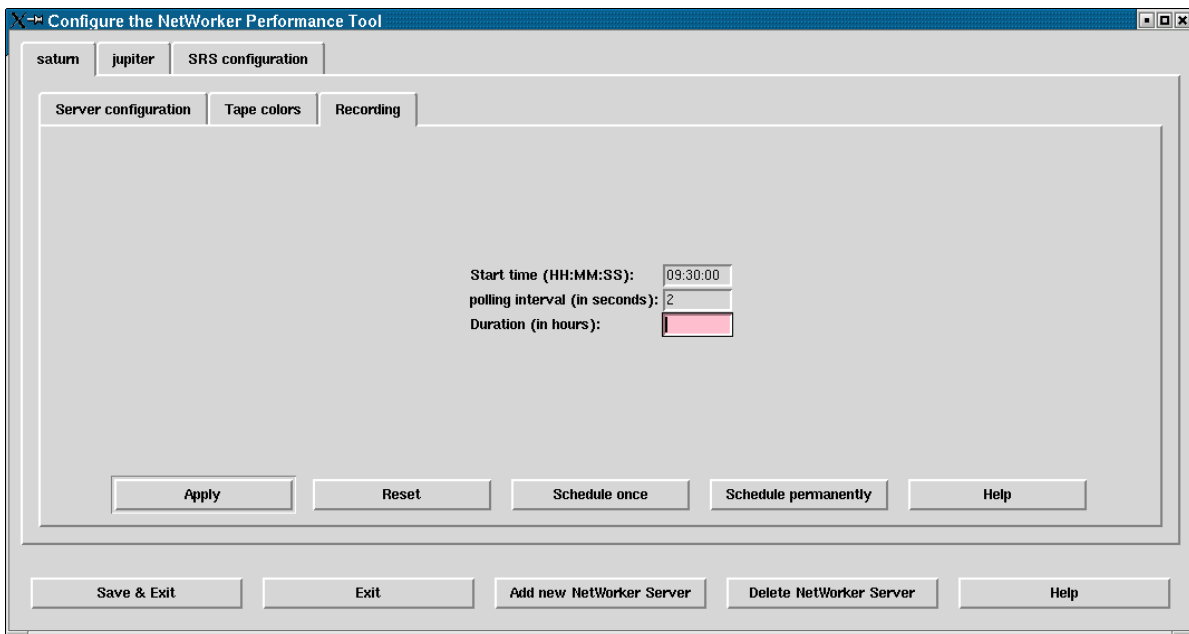 Configure the NetWorker Performance Tool
saturn jupiter SRS configuration
Server configuration Tape colors Recording
Start time (HH:MM:SS): 09:30:00
polling interval (in seconds): 2
Duration (in hours):
Apply Reset Schedule once Schedule permanently Help
Save & Exit Exit Add new NetWorker Server Delete NetWorker Server Help